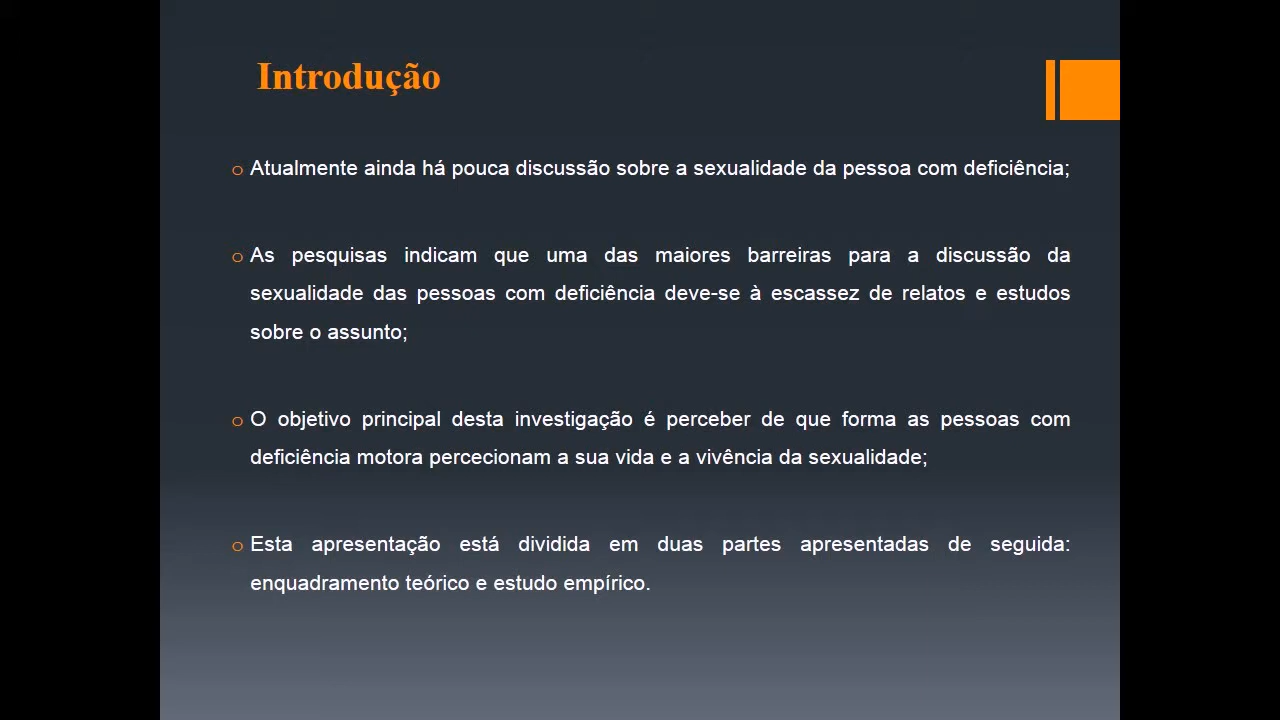 Introdução
o Atualmente ainda há pouca discussão sobre a sexualidade da pessoa com deficiência;
o As pesquisas indicam que uma das maiores barreiras para a discussão da
sexualidade das pessoas com deficiência deve-se à escassez de relatos e estudos
sobre o assunto;
o O objetivo principal desta investigação é perceber de que forma as pessoas com
deficiência motora percecionam a sua vida e a vivência da sexualidade;
o Esta apresentação está dividida em duas partes apresentadas de seguida:
enquadramento teórico e estudo empírico.